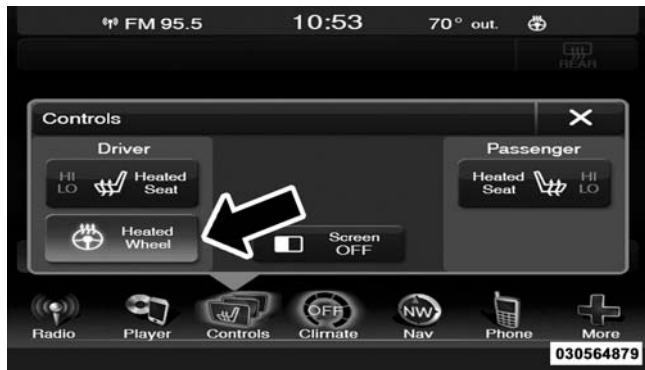 FM 95.5 10:53 70° out.
REAR
Controls
Driver Passenger
HI
LO
Heated
Seat
Heated
Seat
HI
LO
Heated
Wheel
Screen
OFF
OFF
NW
Radio Player Controls Climate Nav Phone More
030564879